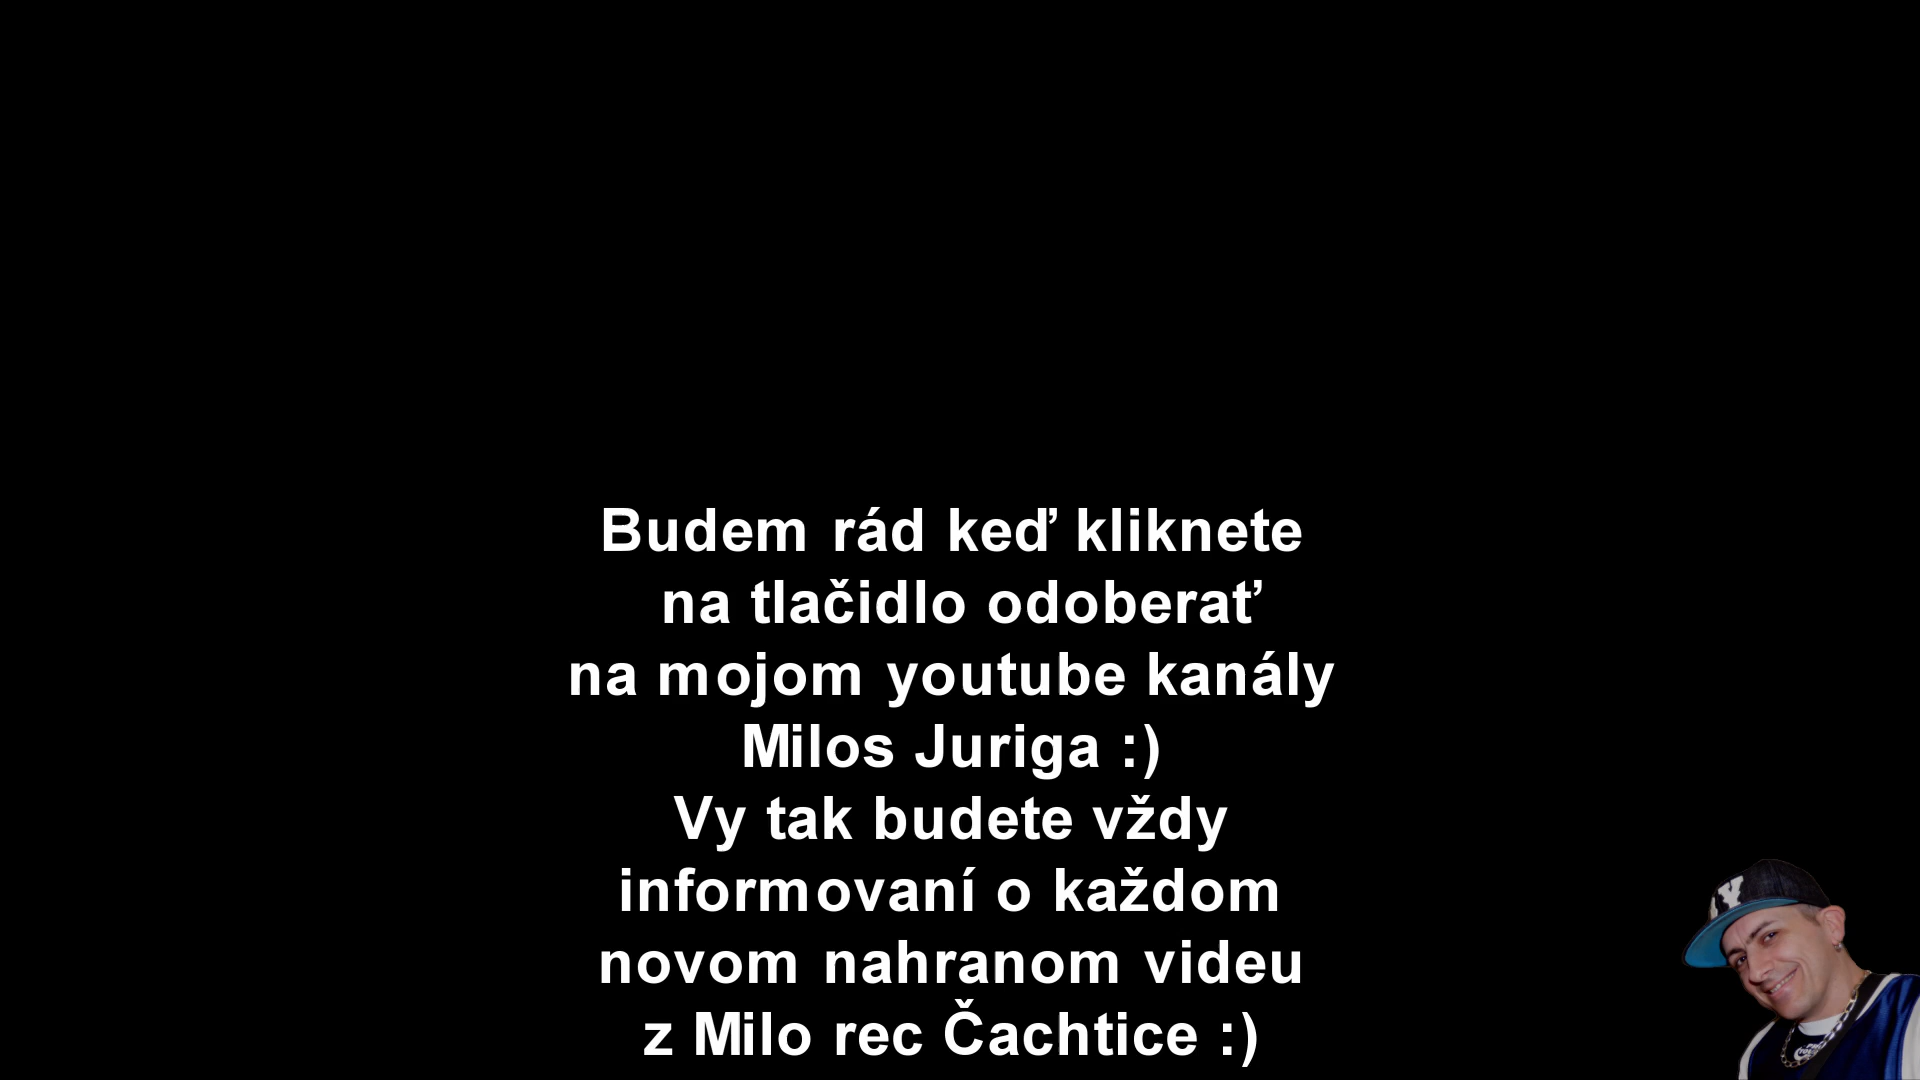 Budem rád keď kliknete
na tlačidlo odoberať
na mojom youtube kanály
Milos Juriga :)
Vy tak budete vždy
informovaní o každom
novom nahranom videu
z Milo rec Čachtice :)